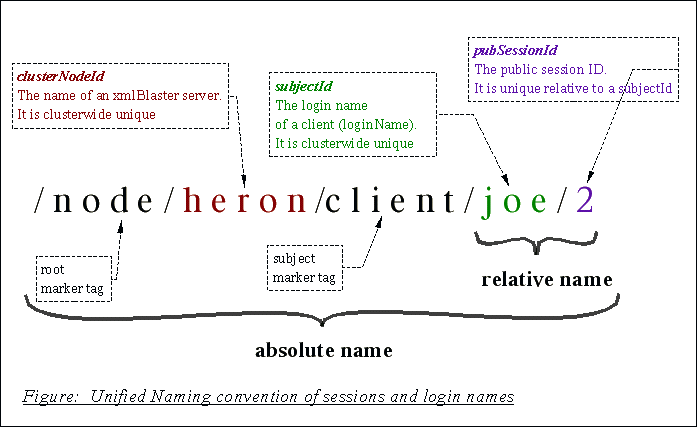 clusterNodeId
The name of an xmlBlaster server.
It is clusterwide unique
subjectId
The login name
of a client (loginName).
It is clusterwide unique
pubSessionId
The public session ID.
It is unique relative to a subjectId
/node/heron/client/joe/2
root
marker tag
subject
marker tag
relative name
absolute name
Figure: Unified Naming convention of sessions and login names